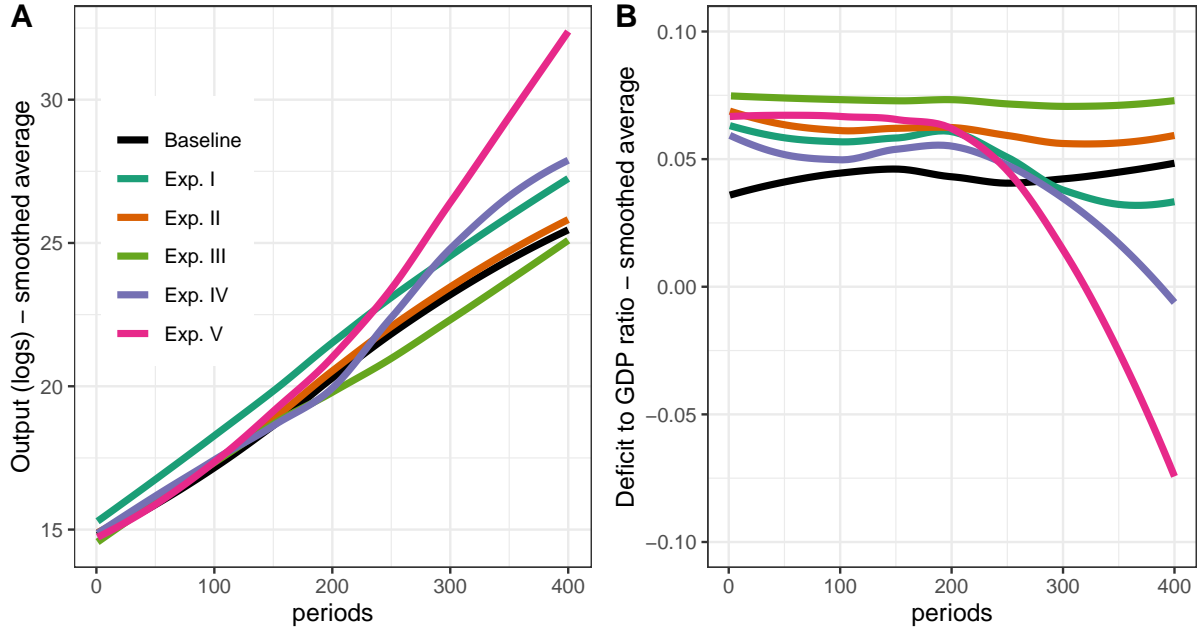 A
Output (logs) − smoothed average
30
25
20
15
Baseline
Exp. I
Exp. II
Exp. III
Exp. IV
Exp. V
0 100 200 300 400
periods
B
Deficit to GDP ratio − smoothed average
0.10
0.05
0.00
−0.05
−0.10
0 100 200 300 400
periods